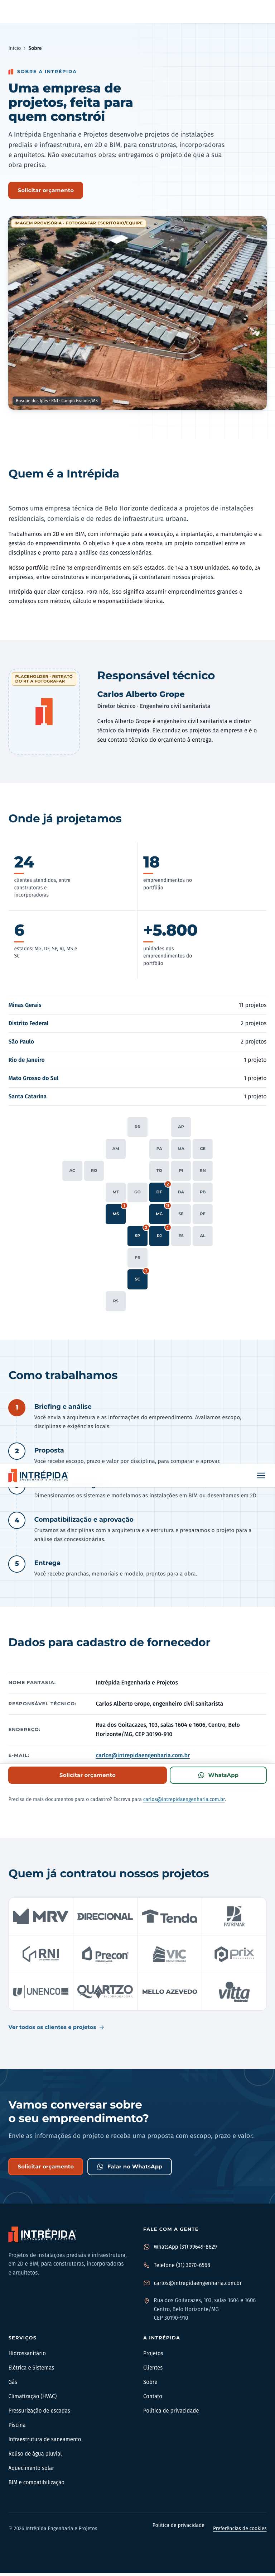 Início › Sobre
SOBRE A INTRÉPIDA
Uma empresa de
projetos, feita para
quem constrói
A Intrépida Engenharia e Projetos desenvolve projetos de instalações
prediais e infraestrutura, em 2D e BIM, para construtoras, incorporadoras
e arquitetos. Não executamos obras: entregamos o projeto de que a sua
obra precisa.
Solicitar orçamento
IMAGEM PROVISÓRIA - FOTOGRAFAR ESCRITÓRIO/EQUIPE
Bosque dos Ipês · RNI · Campo Grande/MS
Quem é a Intrépida
Somos uma empresa técnica de Belo Horizonte dedicada a projetos de instalações
residenciais, comerciais e de redes de infraestrutura urbana.
Trabalhamos em 2D e em BIM, com informação para a execução, a implantação, a manutenção e a
gestão do empreendimento. O objetivo é que a obra receba um projeto compatível entre as
disciplinas e pronto para a análise das concessionárias.
Nosso portfólio reúne 18 empreendimentos em seis estados, de 142 a 1.800 unidades. Ao todo, 24
empresas, entre construtoras e incorporadoras, já contrataram nossos projetos.
Intrépida quer dizer corajosa. Para nós, isso significa assumir empreendimentos grandes e
complexos com método, cálculo e responsabilidade técnica.
PLACEHOLDER - RETRATO
DO RT A FOTOGRAFAR
Responsável técnico
Carlos Alberto Grope
Diretor técnico · Engenheiro civil sanitarista
Carlos Alberto Grope é engenheiro civil sanitarista e diretor
técnico da Intrépida. Ele conduz os projetos da empresa e é o
seu contato técnico do orçamento à entrega.
Onde já projetamos
24
clientes atendidos, entre
construtoras e
incorporadoras
18
empreendimentos no
portfólio
6
estados: MG, DF, SP, RJ, MS e
SC
+5.800
unidades nos
empreendimentos do
portfólio
Minas Gerais 11 projetos
Distrito Federal 2 projetos
São Paulo 2 projetos
Rio de Janeiro 1 projeto
Mato Grosso do Sul 1 projeto
Santa Catarina 1 projeto
RR AP
AM PA MA CE
AC RO TO PI RN
MT GO DF BA PB
MS MG SE PE
SP RJ ES AL
PR
SC
RS
Como trabalhamos
1 Briefing e análise
Você envia a arquitetura e as informações do empreendimento. Avaliamos escopo,
disciplinas e exigências locais.
2 Proposta
Você recebe escopo, prazo e valor por disciplina, para comparar e aprovar.
INTRÉPIDA
Dimensionamos os sistemas e modelamos as instalações em BIM ou desenhamos em 2D.
4 Compatibilização e aprovação
Cruzamos as disciplinas com a arquitetura e a estrutura e preparamos o projeto para a
análise das concessionárias.
5 Entrega
Você recebe pranchas, memoriais e modelo, prontos para a obra.
Dados para cadastro de fornecedor
NOME FANTASIA: Intrépida Engenharia e Projetos
RESPONSÁVEL TÉCNICO: Carlos Alberto Grope, engenheiro civil sanitarista
ENDEREÇO: Rua dos Goitacazes, 103, salas 1604 e 1606, Centro, Belo
Horizonte/MG, CEP 30190-910
E-MAIL: carlos@intrepidaengenharia.com.br
Solicitar orçamento WhatsApp
Precisa de mais documentos para o cadastro? Escreva para carlos@intrepidaengenharia.com.br.
Quem já contratou nossos projetos
MRV DIRECIONAL Tenda PATRIMAR
RNI Precon VIC prix
UNENCO QUARTZO MELLO AZEVEDO vitta
Ver todos os clientes e projetos →
Vamos conversar sobre
o seu empreendimento?
Envie as informações do projeto e receba uma proposta com escopo, prazo e valor.
Solicitar orçamento Falar no WhatsApp
INTRÉPIDA
Projetos de instalações prediais e infraestrutura,
em 2D e BIM, para construtoras, incorporadoras
e arquitetos.
FALE COM A GENTE
WhatsApp (31) 99649-8629
Telefone (31) 3070-6568
carlos@intrepidaengenharia.com.br
Rua dos Goitacazes, 103, salas 1604 e 1606
Centro, Belo Horizonte/MG
CEP 30190-910
SERVIÇOS
Hidrossanitário
Elétrica e Sistemas
Gás
Climatização (HVAC)
Pressurização de escadas
Piscina
Infraestrutura de saneamento
Reúso de água pluvial
Aquecimento solar
BIM e compatibilização
A INTRÉPIDA
Projetos
Clientes
Sobre
Contato
Política de privacidade
© 2026 Intrépida Engenharia e Projetos
Política de privacidade Preferências de cookies